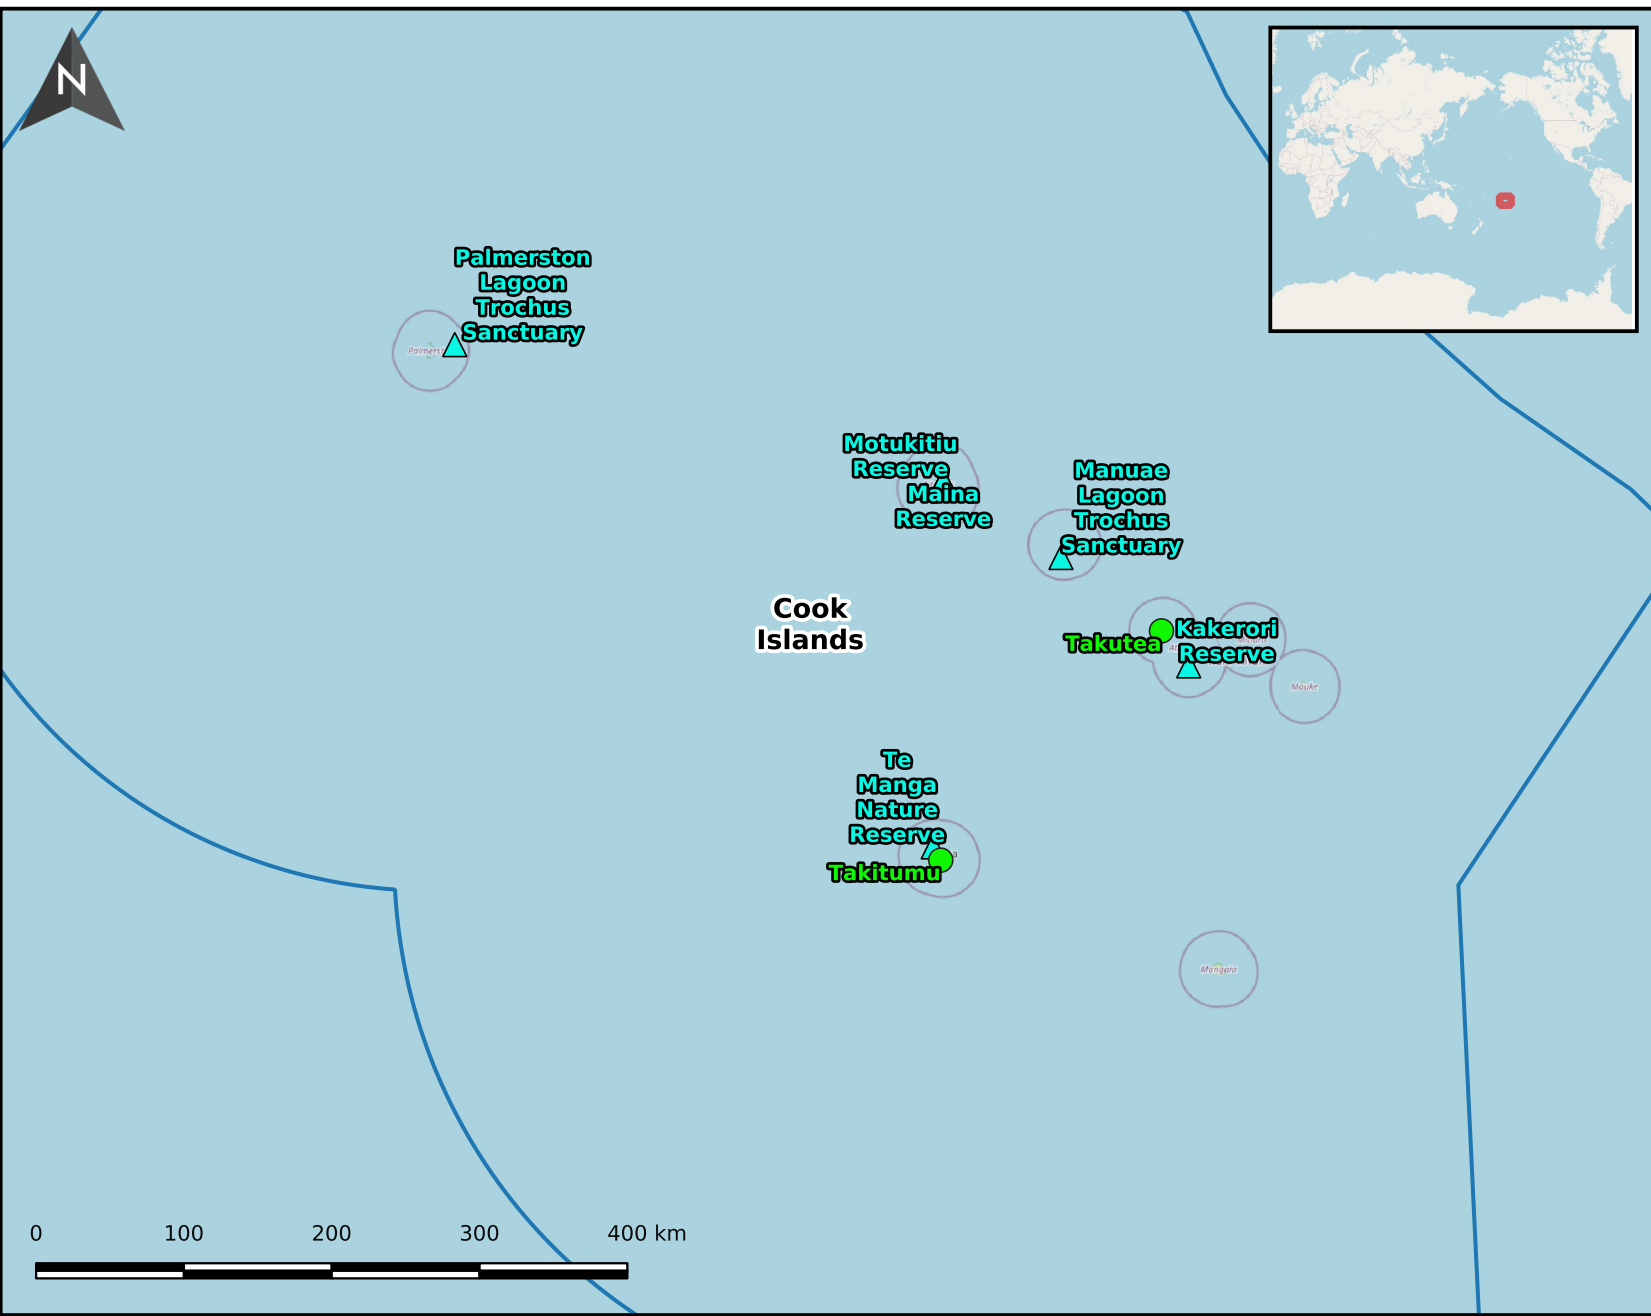 N
Palmerston
Lagoon
Trochus
Sanctuary
Motukitiu
Reserve
Maina
Reserve
Manuae
Lagoon
Trochus
Sanctuary
Cook
Islands
Takutea
Kakerori
Reserve
Mauke
Te
Manga
Nature
Reserve
Takitumu
Mangaia
0 100 200 300 400 km